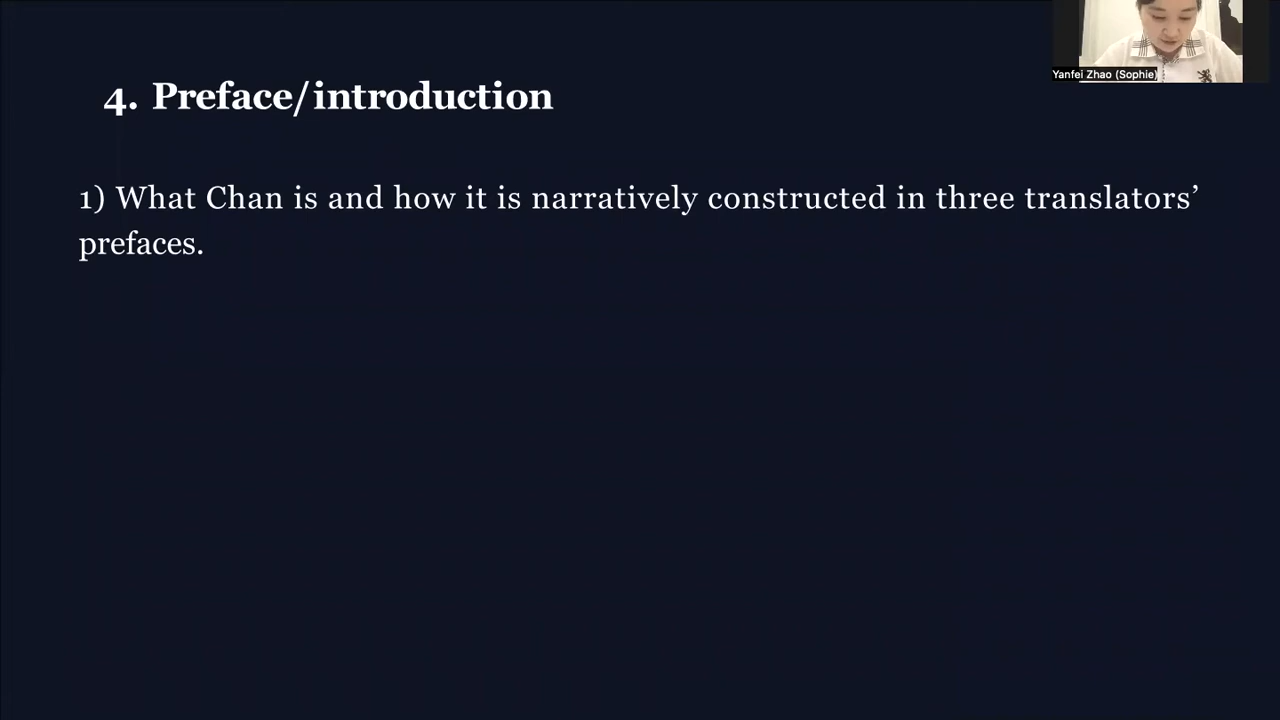 Yanfei Zhao (Sophie)
4. Preface/introduction
1) What Chan is and how it is narratively constructed in three translators’
prefaces.